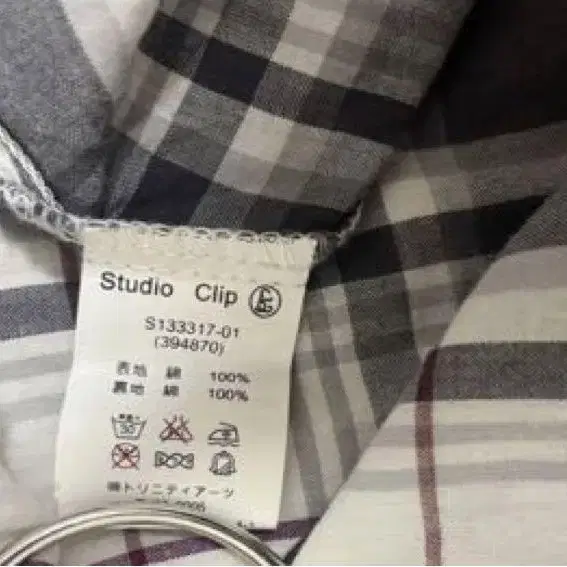 Studio Clip
S133317-01
(394870)
表地 綿 100%
裏地 綿 100%
㈱トリニティアーツ